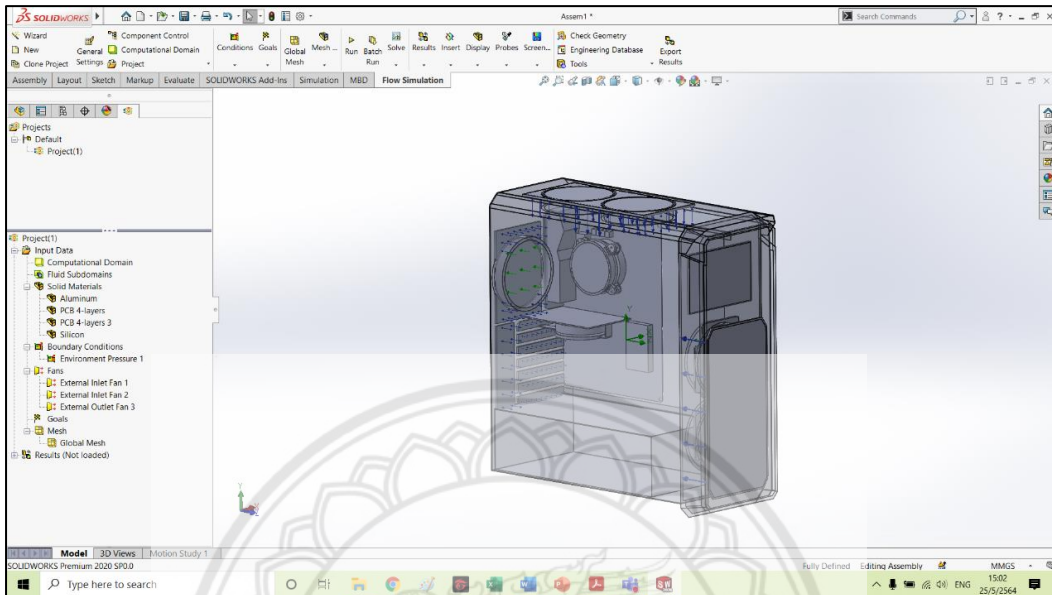 SOLIDWORKS
Assem1 *
Search Commands
Wizard
New
Clone Project
General Settings
Component Control
Computational Domain
Project
Conditions
Goals
Global Mesh
Mesh ...
Run
Batch Run
Solve
Results
Insert
Display
Probes
Screen...
Check Geometry
Engineering Database
Tools
Export Results
Assembly
Layout
Sketch
Markup
Evaluate
SOLIDWORKS Add-Ins
Simulation
MBD
Flow Simulation
Projects
Default
Project(1)
Project(1)
Input Data
Computational Domain
Fluid Subdomains
Solid Materials
Aluminum
PCB 4-layers
PCB 4-layers 3
Silicon
Boundary Conditions
Environment Pressure 1
Fans
External Inlet Fan 1
External Inlet Fan 2
External Outlet Fan 3
Goals
Mesh
Global Mesh
Results (Not loaded)
Model
3D Views
Motion Study 1
SOLIDWORKS Premium 2020 SP0.0
Fully Defined
Editing Assembly
MMGS
Type here to search
ENG
15:02
25/5/2564